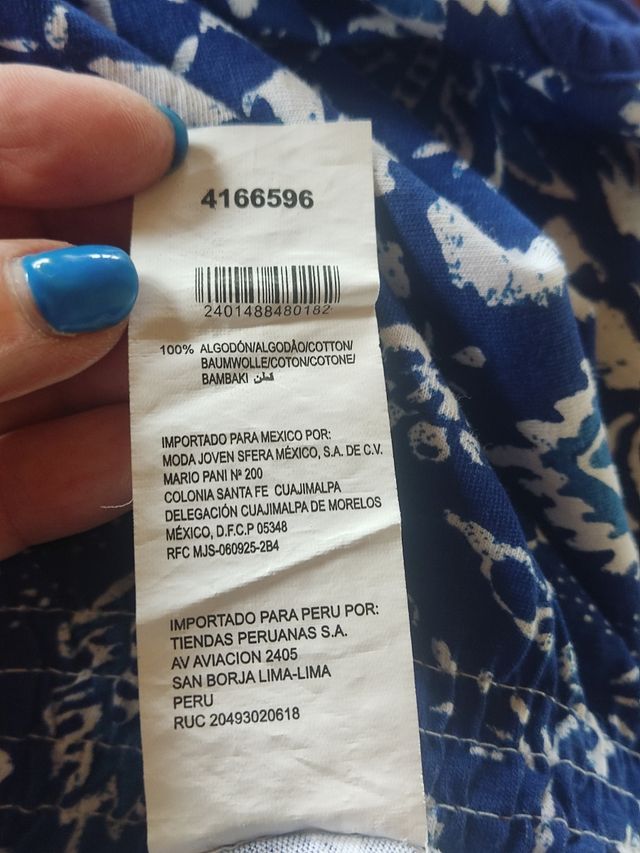 4166596
2401488480182
100% ALGODÓN/ALGODÃO/COTTON/
BAUMWOLLE/COTON/COTONE/
BAMBAKI قطن
IMPORTADO PARA MEXICO POR:
MODA JOVEN SFERA MÉXICO, S.A. DE C.V.
MARIO PANI Nº 200
COLONIA SANTA FE CUAJIMALPA
DELEGACIÓN CUAJIMALPA DE MORELOS
MÉXICO, D.F.C.P 05348
RFC MJS-060925-2B4
IMPORTADO PARA PERU POR:
TIENDAS PERUANAS S.A.
AV AVIACION 2405
SAN BORJA LIMA-LIMA
PERU
RUC 20493020618